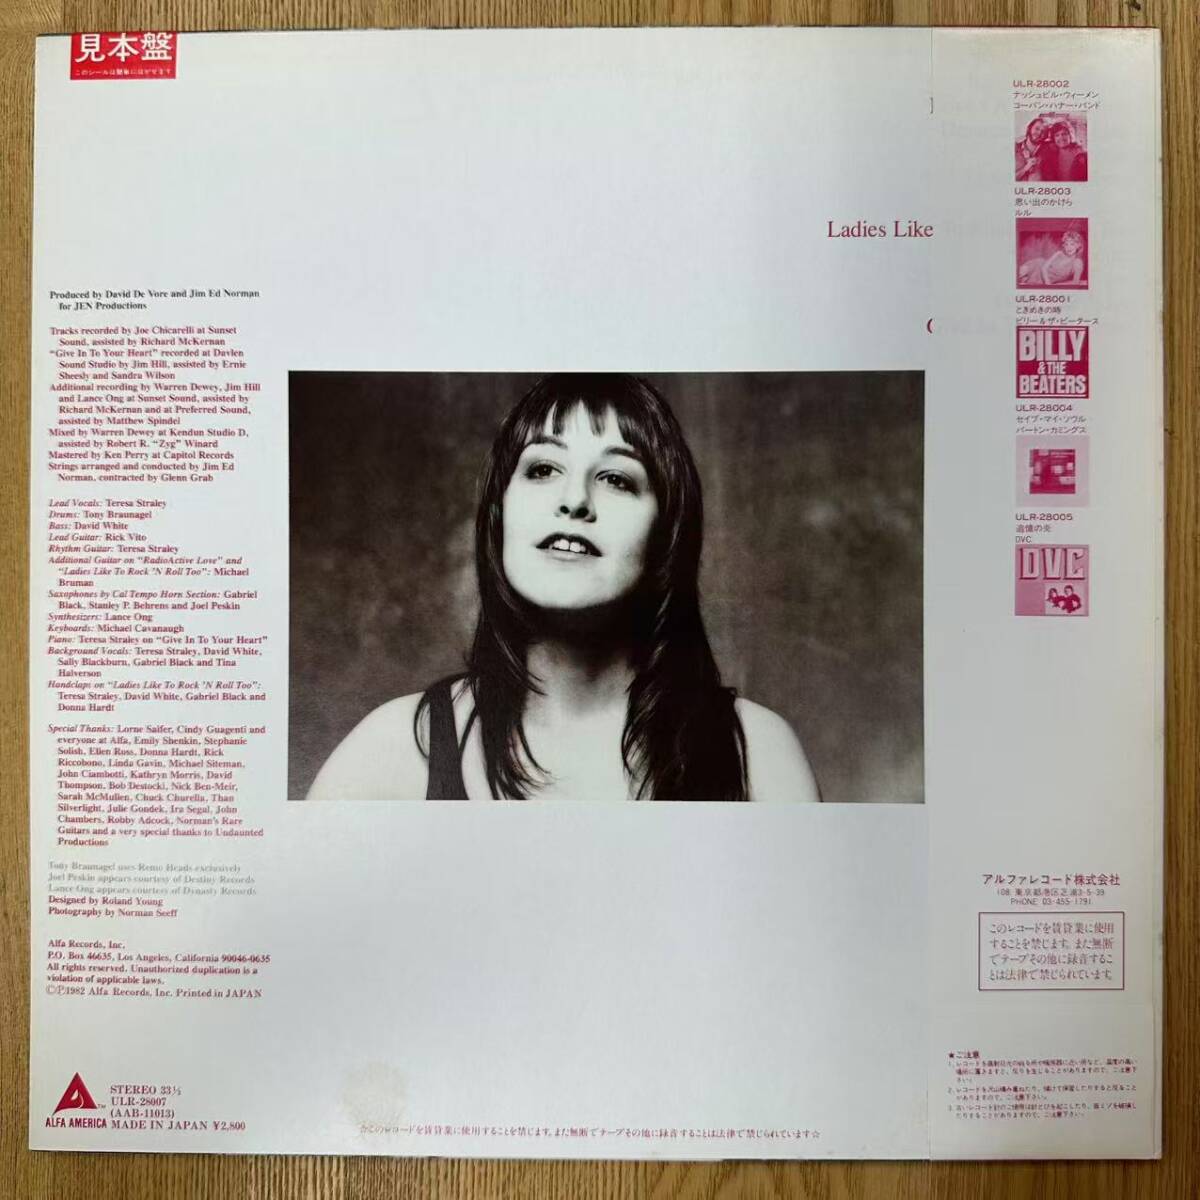 見本盤
このシールは簡単にはがせます
Ladies Like
Produced by David De Vore and Jim Ed Norman
for JEN Productions
Tracks recorded by Joe Chicarelli at Sunset
Sound, assisted by Richard McKernan
“Give In To Your Heart” recorded at Davlen
Sound Studio by Jim Hill, assisted by Ernie
Sheesly and Sandra Wilson
Additional recording by Warren Dewey, Jim Hill
and Lance Ong at Sunset Sound, assisted by
Richard McKernan and at Preferred Sound,
assisted by Matthew Spindel
Mixed by Warren Dewey at Kendun Studio D,
assisted by Robert R. “Zyg” Winard
Mastered by Ken Perry at Capitol Records
Strings arranged and conducted by Jim Ed
Norman, contracted by Glenn Grab
Lead Vocals: Teresa Straley
Drums: Tony Braunagel
Bass: David White
Lead Guitar: Rick Vito
Rhythm Guitar: Teresa Straley
Additional Guitar on “RadioActive Love” and
“Ladies Like To Rock ’N Roll Too”: Michael
Bruman
Saxophones by Cal Tempo Horn Section: Gabriel
Black, Stanley P. Behrens and Joel Peskin
Synthesizers: Lance Ong
Keyboards: Michael Cavanaugh
Piano: Teresa Straley on “Give In To Your Heart”
Background Vocals: Teresa Straley, David White,
Sally Blackburn, Gabriel Black and Tina
Halverson
Handclaps on “Ladies Like To Rock ’N Roll Too”:
Teresa Straley, David White, Gabriel Black and
Donna Hardt
Special Thanks: Lorne Saifer, Cindy Guagenti and
everyone at Alfa, Emily Shenkin, Stephanie
Solish, Ellen Ross, Donna Hardt, Rick
Riccobono, Linda Gavin, Michael Siteman,
John Ciambotti, Kathryn Morris, David
Thompson, Bob Destocki, Nick Ben-Meir,
Sarah McMullen, Chuck Churella, Than
Silverlight, Julie Gondek, Ira Segal, John
Chambers, Robby Adcock, Norman’s Rare
Guitars and a very special thanks to Undaunted
Productions
Tony Braunagel uses Remo Heads exclusively
Joel Peskin appears courtesy of Destiny Records
Lance Ong appears courtesy of Dynasty Records
Designed by Roland Young
Photography by Norman Seeff
Alfa Records, Inc.
P.O. Box 46635, Los Angeles, California 90046-0635
All rights reserved. Unauthorized duplication is a
violation of applicable laws.
©℗1982 Alfa Records, Inc. Printed in JAPAN
ALFA AMERICA
STEREO 33⅓
ULR-28007
(AAB-11013)
MADE IN JAPAN ¥2,800
☆このレコードを賃貸業に使用することを禁じます。また無断でテープその他に録音することは法律で禁じられています☆
ULR-28002
ナッシュビル・ウィーメン
コーバン・ハナー・バンド
ULR-28003
思い出のかけら
ルル
ULR-28001
ときめきの時
ビリー&ザ・ビーターズ
BILLY
& THE
BEATERS
ULR-28004
セイブ・マイ・ソウル
バートン・カミングス
ULR-28005
追憶の炎
DVC
DVC
アルファレコード株式会社
108 東京都港区芝浦3-5-39
PHONE 03-455-1791
このレコードを賃貸業に使用
することを禁じます。また無断
でテープその他に録音するこ
とは法律で禁じられています。
★ご注意